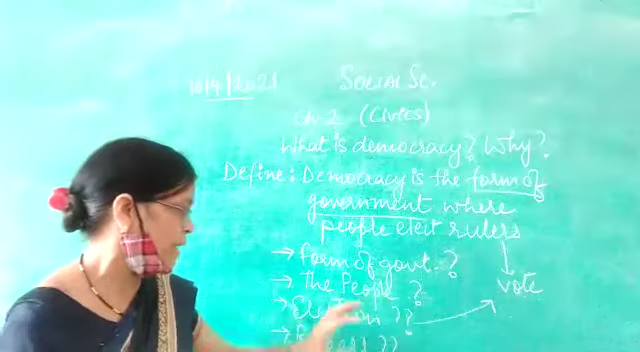 16/4/2021 Social Sc.
Ch-2 (Civics)
What is democracy? Why?
Define: Democracy is the form of
government where
people elect rulers
→ Form of govt. ?
→ The People ? vote
→ ??
→ ??